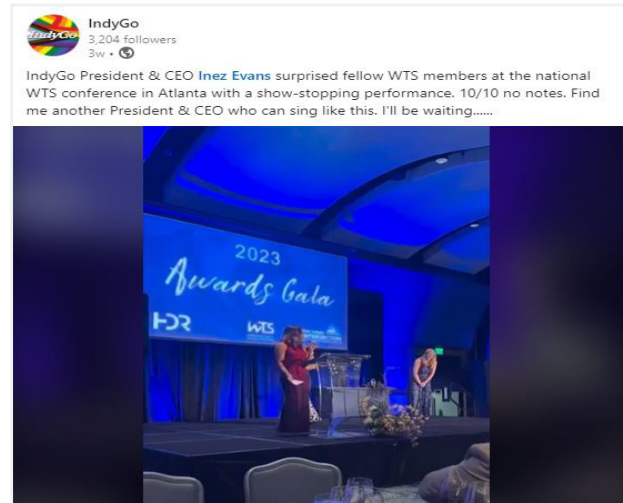 IndyGo
IndyGo
3,204 followers
3w •
IndyGo President & CEO Inez Evans surprised fellow WTS members at the national
WTS conference in Atlanta with a show-stopping performance. 10/10 no notes. Find
me another President & CEO who can sing like this. I'll be waiting......
2023
Awards Gala
HDR
WTS